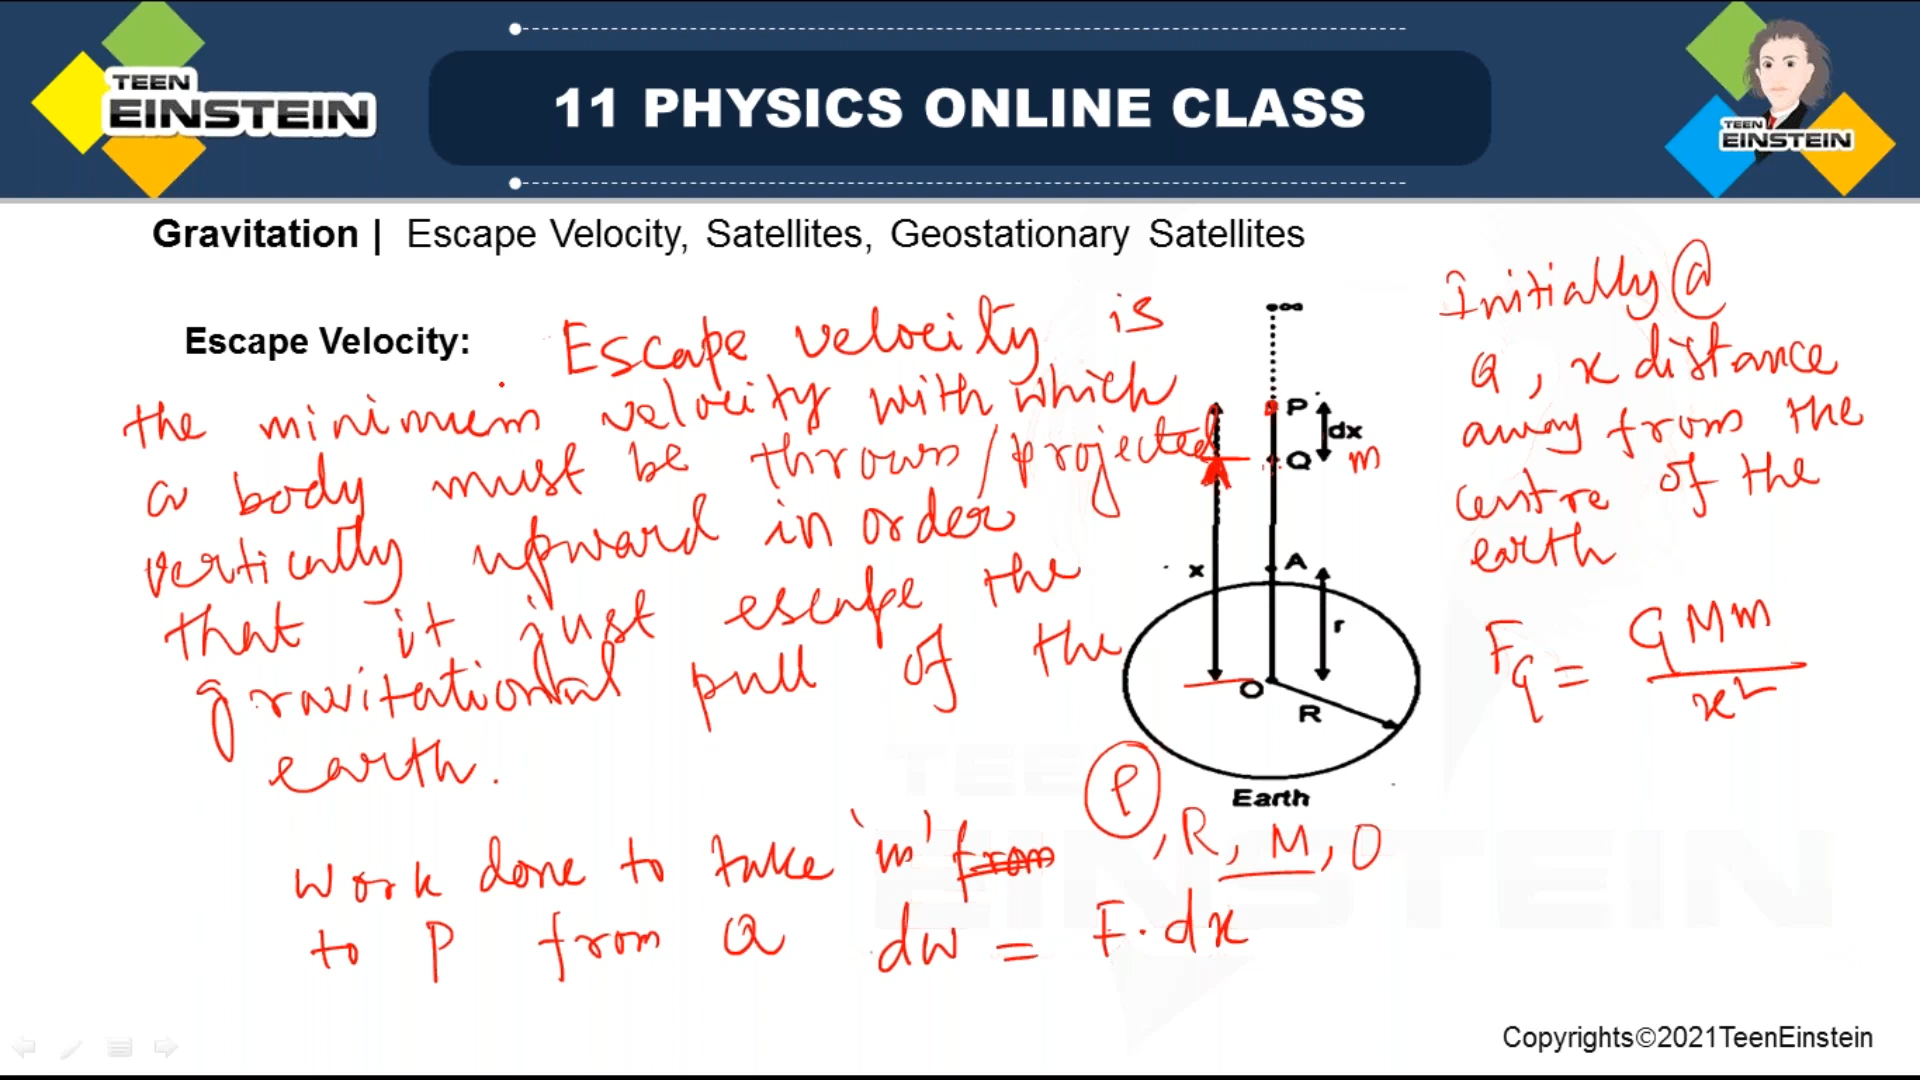 TEEN
EINSTEIN
11 PHYSICS ONLINE CLASS
TEEN
EINSTEIN
Gravitation | Escape Velocity, Satellites, Geostationary Satellites
Escape Velocity: Escape velocity is
the minimum velocity with which
a body must be thrown/projected
vertically upward in order
that it just escape the
gravitational pull of the
earth.
∞
P
dx
Q m
x
A
r
O
R
Earth
Initially @
Q, x distance
away from the
centre of the
earth
F_G = GMm/x²
P, R, M, O
Work done to take 'm' from
to P from Q dw = F.dx
Copyrights©2021TeenEinstein